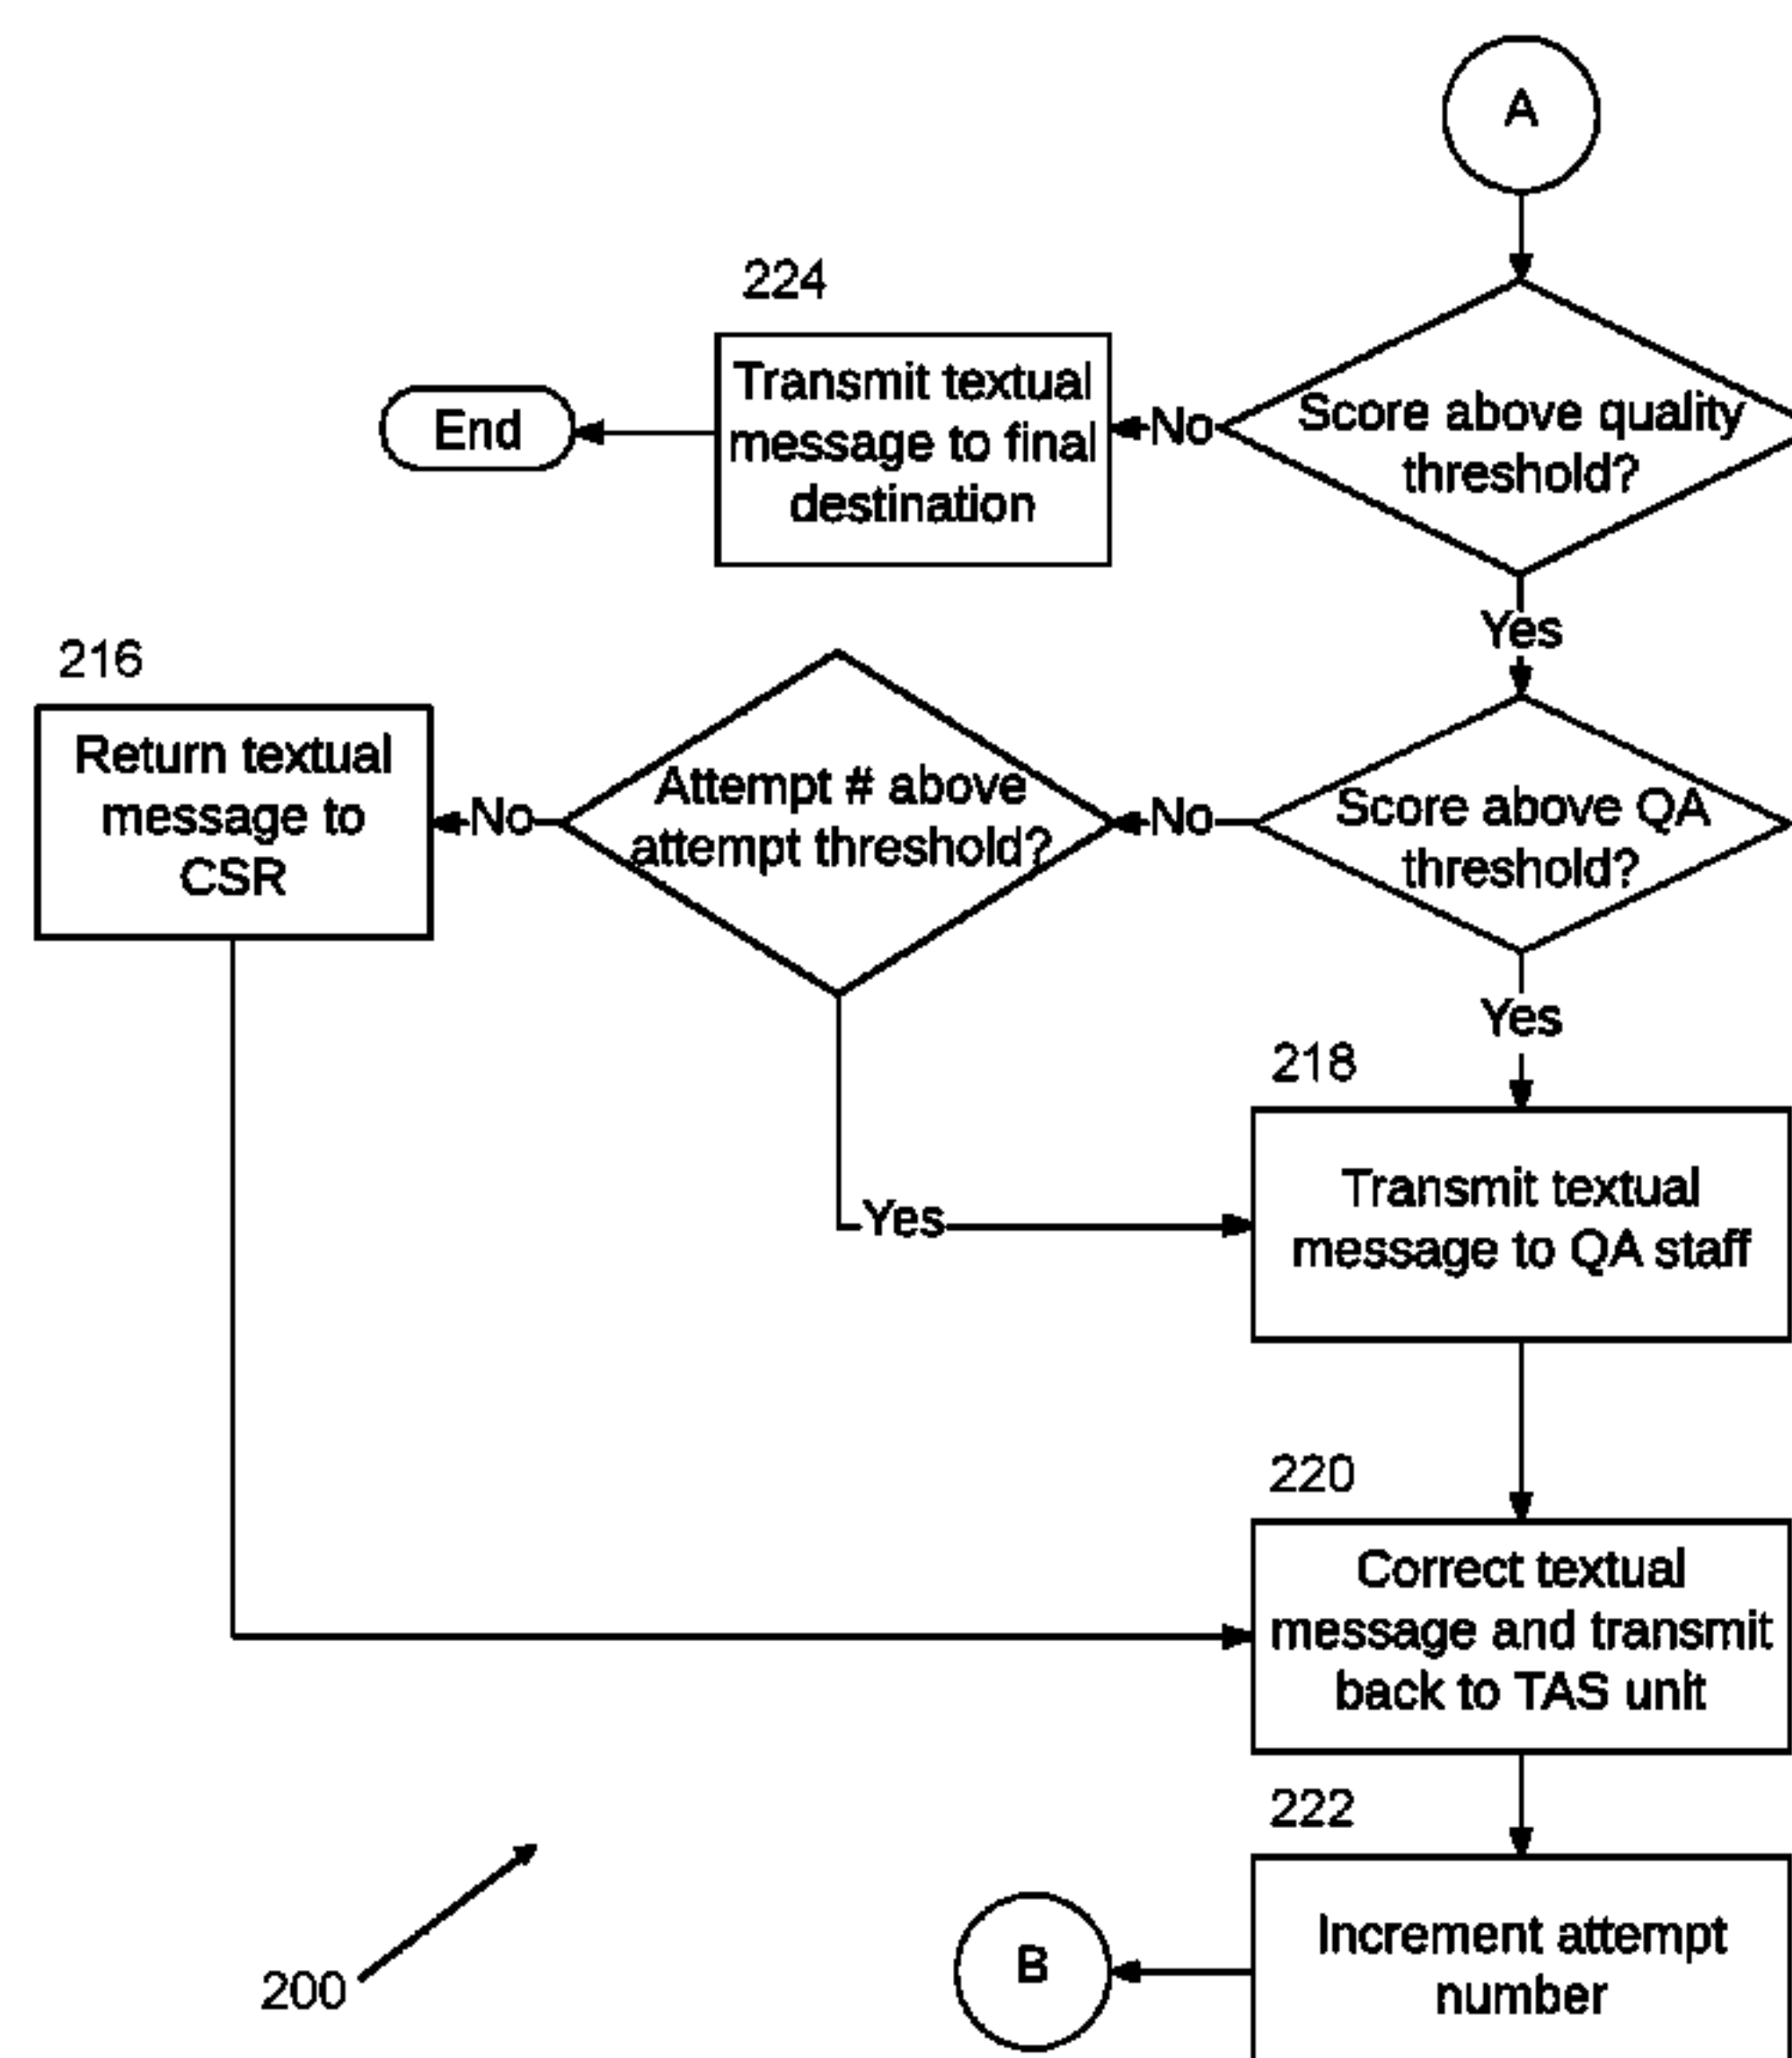 A
224
Transmit textual
message to final
destination
End
No
Score above quality
threshold?
Yes
216
Return textual
message to
CSR
No
Attempt # above
attempt threshold?
No
Score above QA
threshold?
Yes
218
Transmit textual
message to QA staff
Yes
220
Correct textual
message and transmit
back to TAS unit
222
Increment attempt
number
B
200